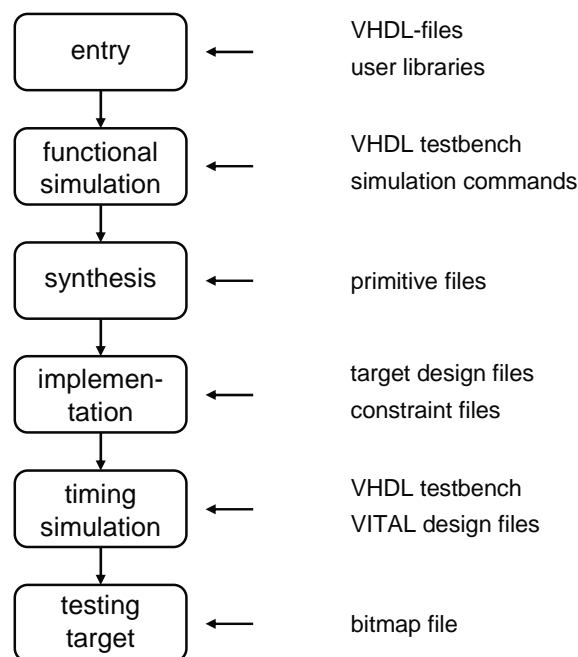 entry
VHDL-files
user libraries
functional
simulation
VHDL testbench
simulation commands
synthesis
primitive files
implemen-
tation
target design files
constraint files
timing
simulation
VHDL testbench
VITAL design files
testing
target
bitmap file